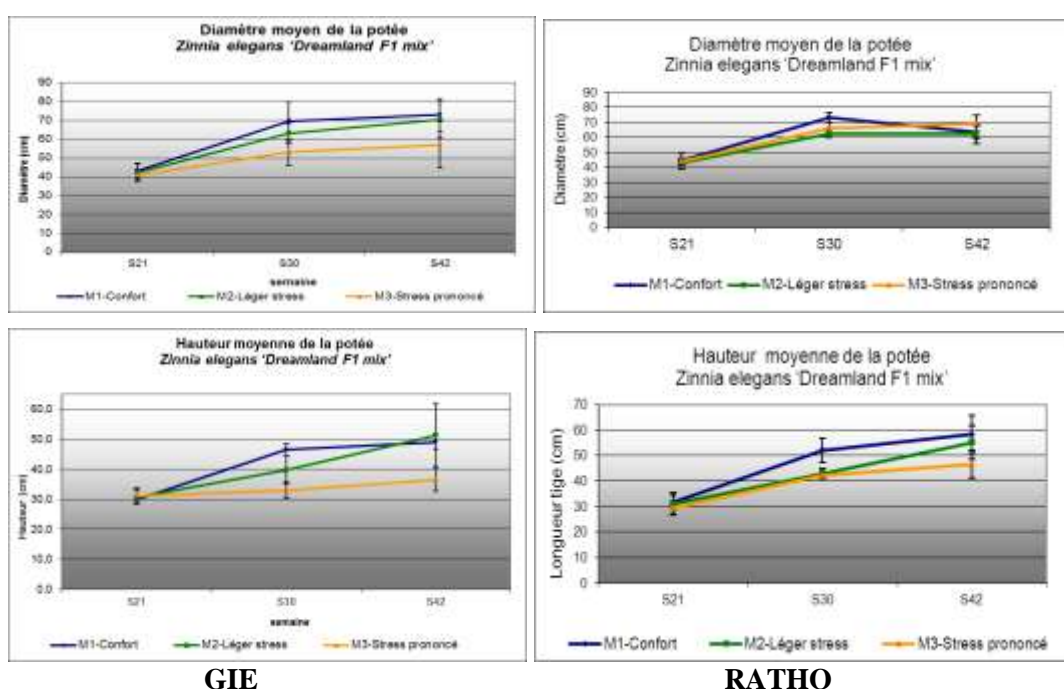 Diamètre moyen de la potée
Zinnia elegans ‘Dreamland F1 mix’
90
80
70
60
50
40
30
20
10
0
Diamètre (cm)
S21
S30
S42
semaine
M1-Confort
M2-Léger stress
M3-Stress prononcé
Diamètre moyen de la potée
Zinnia elegans ‘Dreamland F1 mix’
90
80
70
60
50
40
30
20
10
0
Diamètre (cm)
S21
S30
S42
M1-Confort
M2-Léger stress
M3-Stress prononcé
Hauteur moyenne de la potée
Zinnia elegans ‘Dreamland F1 mix’
60,0
50,0
40,0
30,0
20,0
10,0
0,0
Hauteur (cm)
S21
S30
S42
semaine
M1-Confort
M2-Léger stress
M3-Stress prononcé
Hauteur moyenne de la potée
Zinnia elegans ‘Dreamland F1 mix’
70
60
50
40
30
20
10
0
Longueur tige (cm)
S21
S30
S42
M1-Confort
M2-Léger stress
M3-Stress prononcé
GIE
RATHO